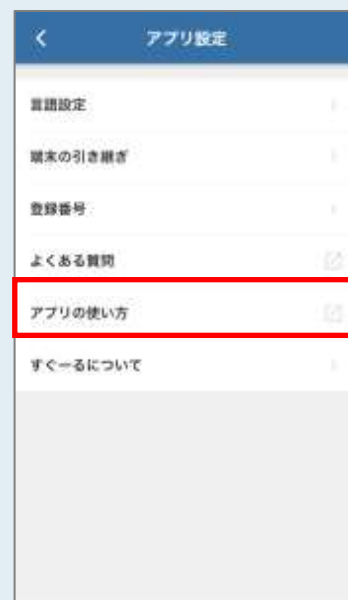 アプリ設定
言語設定
端末の引き継ぎ
登録番号
よくある質問
アプリの使い方
すぐーるについて